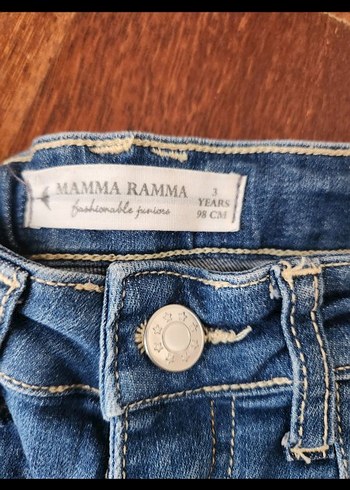 MAMMA RAMMA
fashionable juniors
3
YEARS
98 CM